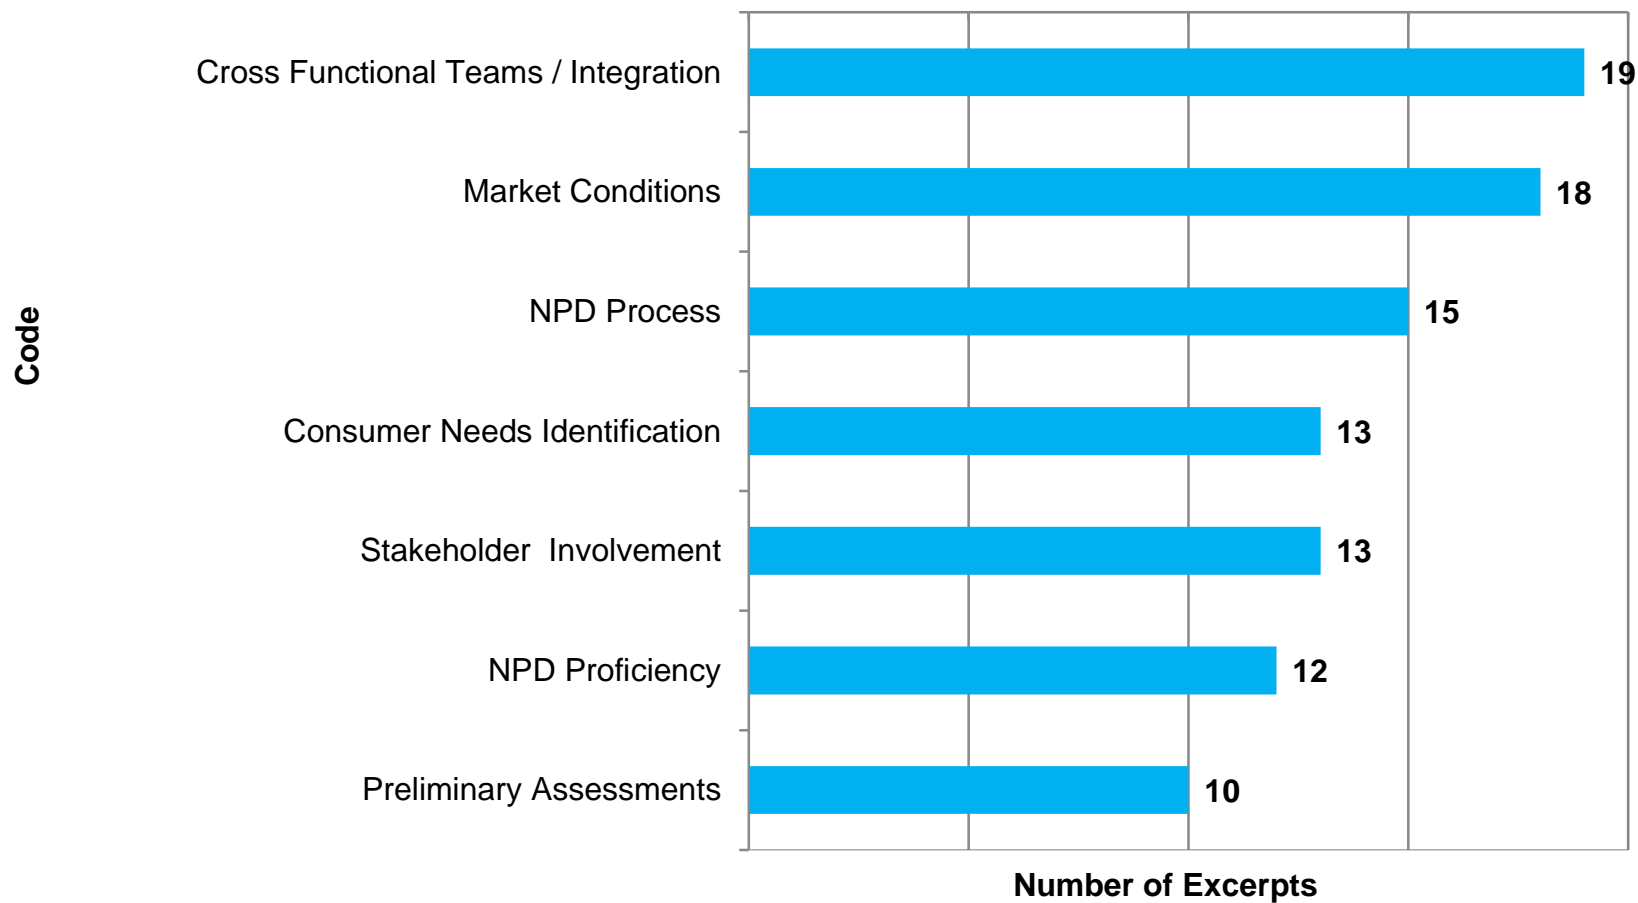 Cross Functional Teams / Integration 19
Market Conditions 18
NPD Process 15
Code
Consumer Needs Identification 13
Stakeholder  Involvement 13
NPD Proficiency 12
Preliminary Assessments 10
Number of Excerpts